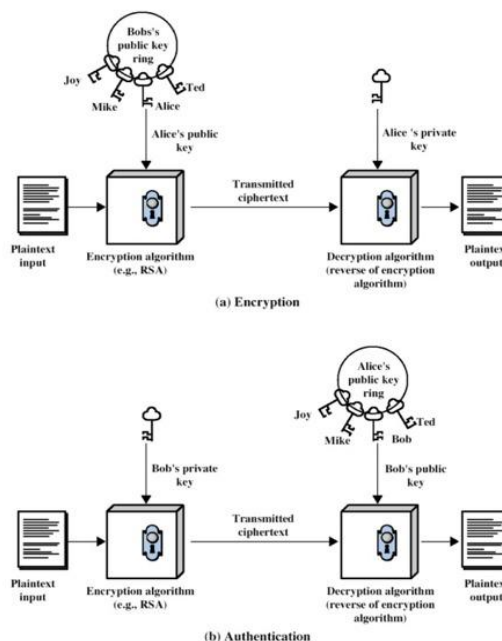 Bobs's
public key
ring
Joy
Ted
Mike
Alice
Alice's public
key
Alice 's private
key
Transmitted
ciphertext
Plaintext
input
Encryption algorithm
(e.g., RSA)
Decryption algorithm
(reverse of encryption
algorithm)
Plaintext
output
(a) Encryption
Alice's
public key
ring
Joy
Ted
Mike
Bob
Bob's private
key
Bob's public
key
Transmitted
ciphertext
Plaintext
input
Encryption algorithm
(e.g., RSA)
Decryption algorithm
(reverse of encryption
algorithm)
Plaintext
output
(b) Authentication